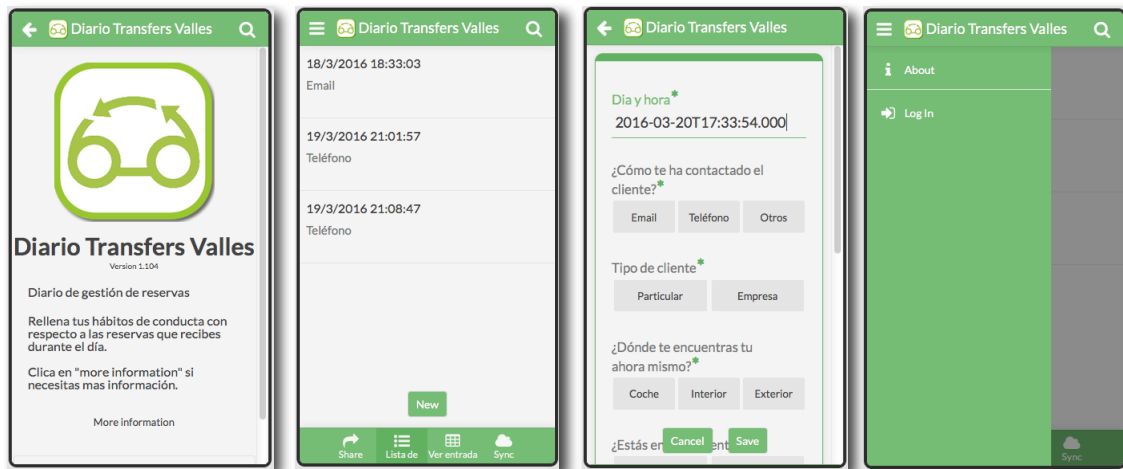 Diario Transfers Valles
Diario Transfers Valles
Version 1.104
Diario de gestión de reservas
Rellena tus hábitos de conducta con
respecto a las reservas que recibes
durante el día.
Clica en "more information" si
necesitas mas información.
More information
Diario Transfers Valles
18/3/2016 18:33:03
Email
19/3/2016 21:01:57
Teléfono
19/3/2016 21:08:47
Teléfono
New
Share Lista de Ver entrada Sync
Diario Transfers Valles
Dia y hora*
2016-03-20T17:33:54.000
¿Cómo te ha contactado el
cliente?*
Email Teléfono Otros
Tipo de cliente*
Particular Empresa
¿Dónde te encuentras tu
ahora mismo?*
Coche Interior Exterior
¿Estás en
Cancel Save
Diario Transfers Valles
About
Log In
Sync